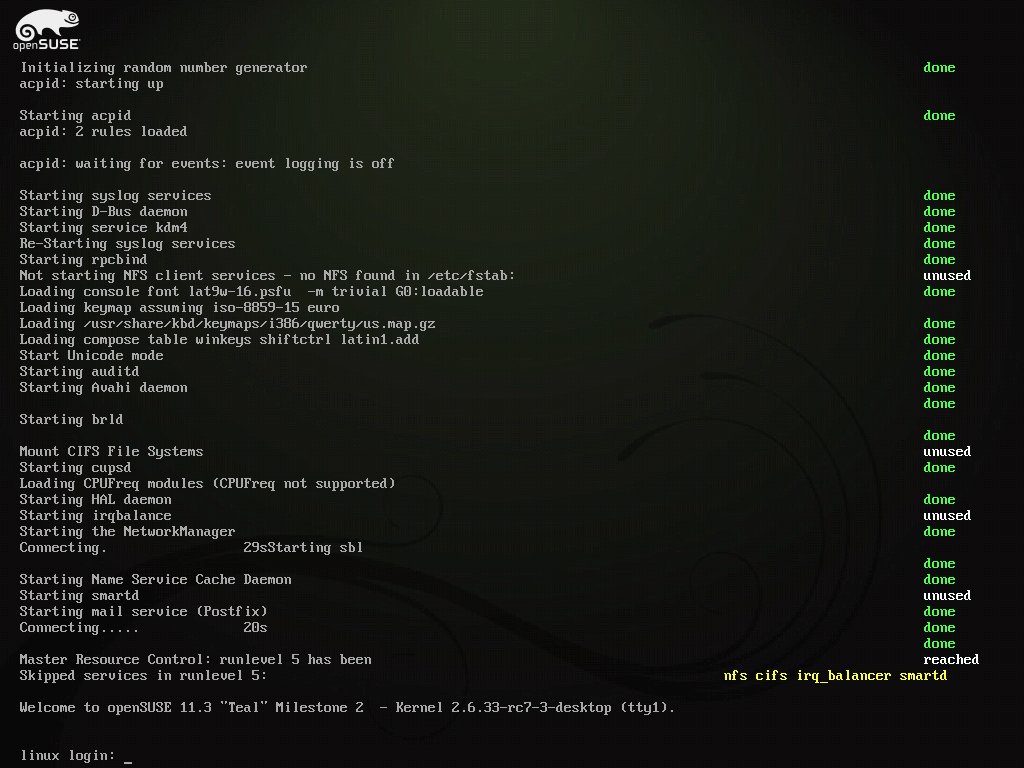 openSUSE
Initializing random number generator done
acpid: starting up
Starting acpid done
acpid: 2 rules loaded
acpid: waiting for events: event logging is off
Starting syslog services done
Starting D-Bus daemon done
Starting service kdm4 done
Re-Starting syslog services done
Starting rpcbind done
Not starting NFS client services - no NFS found in /etc/fstab: unused
Loading console font lat9w-16.psfu  -m trivial G0:loadable done
Loading keymap assuming iso-8859-15 euro
Loading /usr/share/kbd/keymaps/i386/qwerty/us.map.gz done
Loading compose table winkeys shiftctrl latin1.add done
Start Unicode mode done
Starting auditd done
Starting Avahi daemon done
done
Starting brld
done
Mount CIFS File Systems unused
Starting cupsd done
Loading CPUFreq modules (CPUFreq not supported)
Starting HAL daemon done
Starting irqbalance unused
Starting the NetworkManager done
Connecting. 29sStarting sbl
done
Starting Name Service Cache Daemon done
Starting smartd unused
Starting mail service (Postfix) done
Connecting..... 20s done
done
Master Resource Control: runlevel 5 has been reached
Skipped services in runlevel 5: nfs cifs irq_balancer smartd
Welcome to openSUSE 11.3 "Teal" Milestone 2  - Kernel 2.6.33-rc7-3-desktop (tty1).
linux login: _